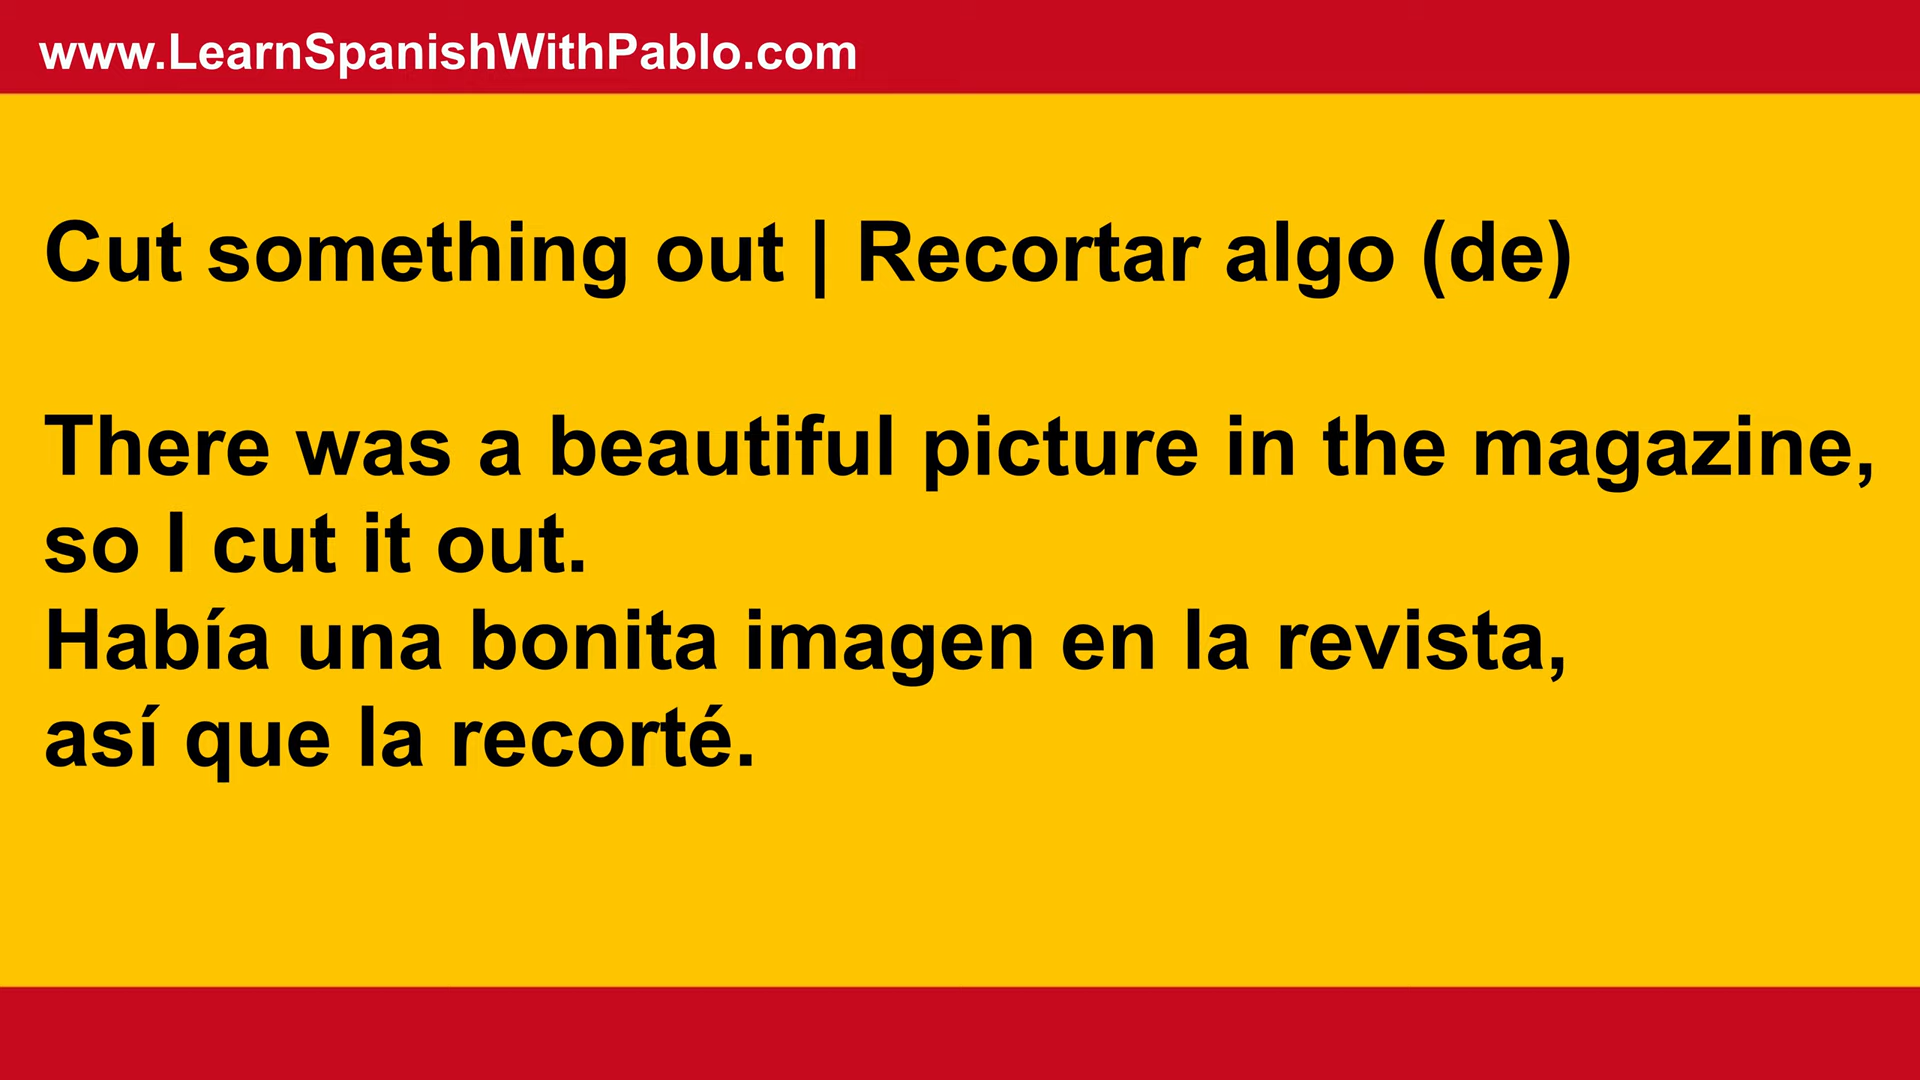 www.LearnSpanishWithPablo.com
Cut something out | Recortar algo (de)
There was a beautiful picture in the magazine,
so I cut it out.
Había una bonita imagen en la revista,
así que la recorté.